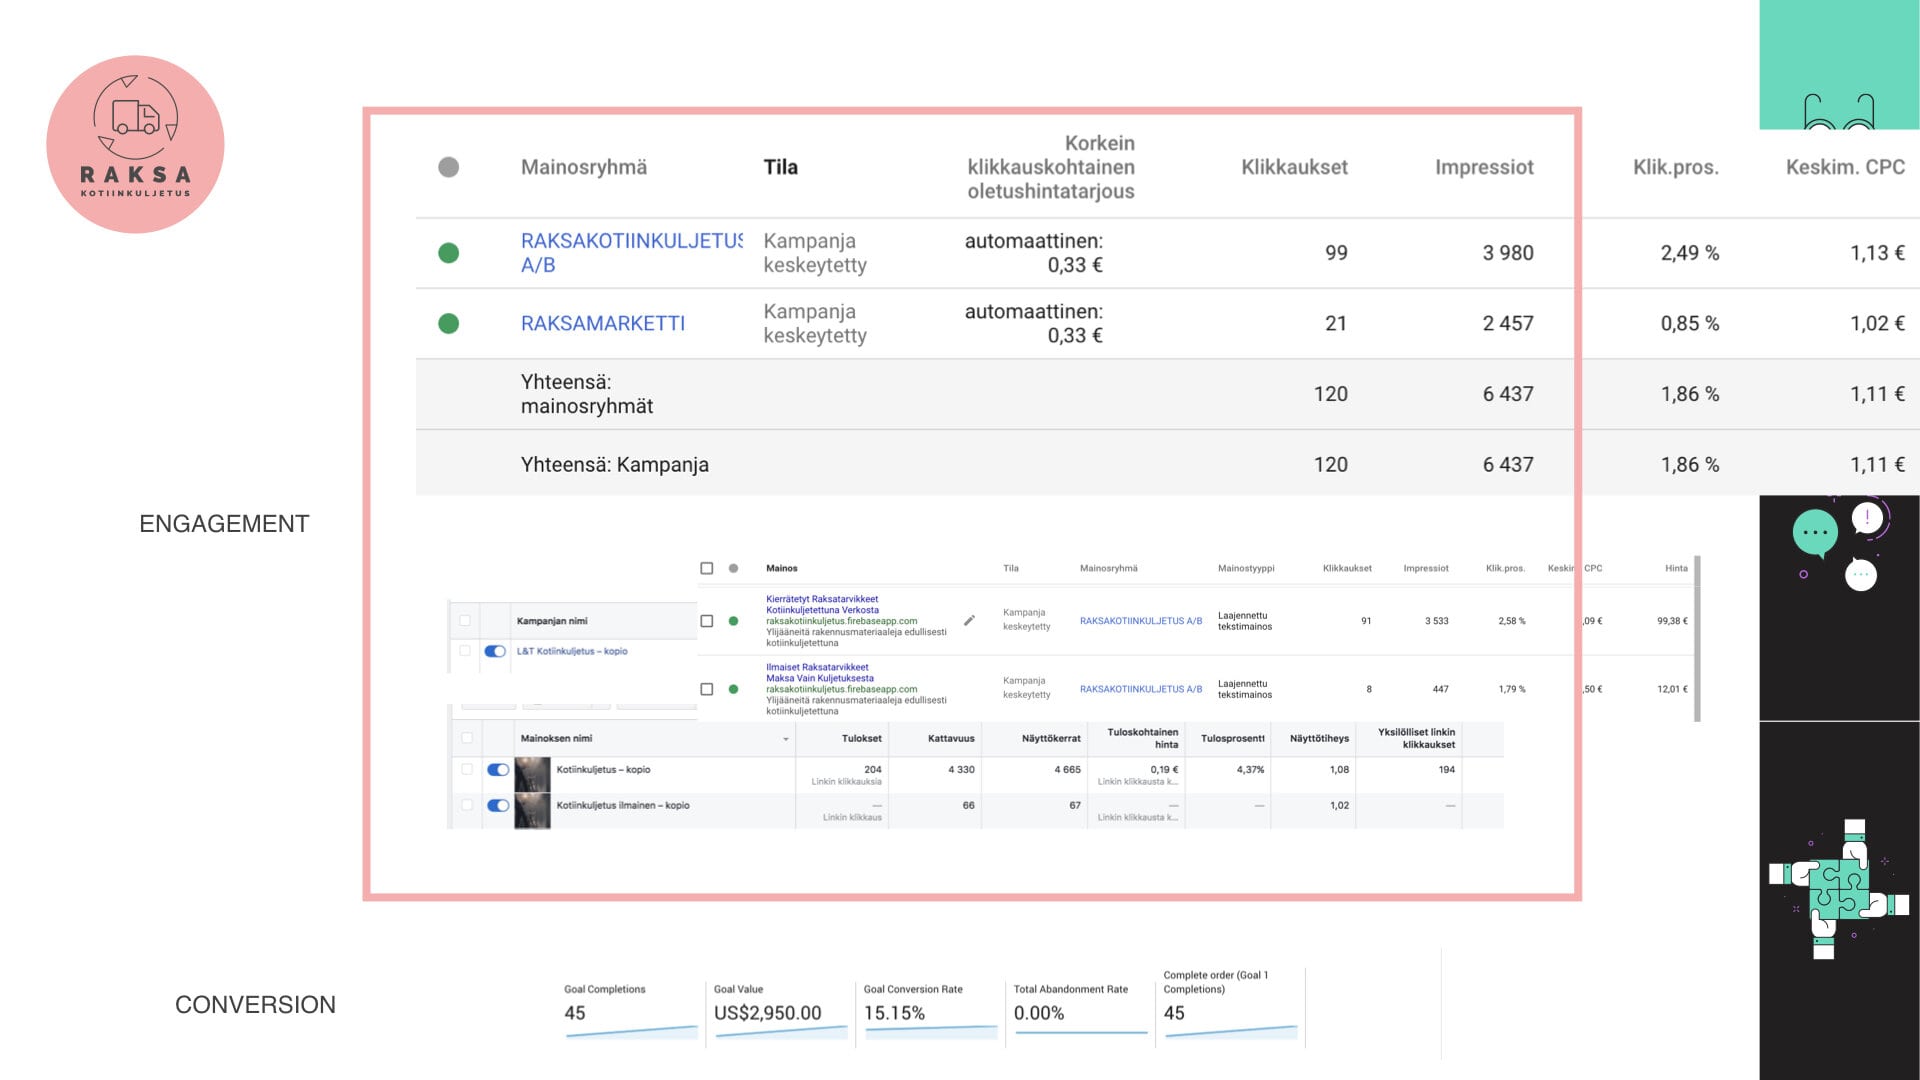 RAKSA
KOTIINKULJETUS
Mainosryhmä Tila Korkein klikkauskohtainen oletushintatarjous Klikkaukset Impressiot Klik.pros. Keskim. CPC
RAKSAKOTIINKULJETUS A/B Kampanja keskeytetty automaattinen: 0,33 € 99 3 980 2,49 % 1,13 €
RAKSAMARKETTI Kampanja keskeytetty automaattinen: 0,33 € 21 2 457 0,85 % 1,02 €
Yhteensä: mainosryhmät 120 6 437 1,86 % 1,11 €
Yhteensä: Kampanja 120 6 437 1,86 % 1,11 €
ENGAGEMENT
Mainos Tila Mainosryhmä Mainostyyppi Klikkaukset Impressiot Klik.pros. CPC Hinta
Kierrätetyt Raksatarvikkeet
Kotiinkuljetettuna Verkosta
raksakotiinkuljetus.firebaseapp.com
Ylijääneitä rakennusmateriaaleja edullisesti
kotiinkuljetettuna
Kampanja keskeytetty RAKSAKOTIINKULJETUS A/B Laajennettu tekstimainos 91 3 533 2,58 % ,09 € 99,38 €
Ilmaiset Raksatarvikkeet
Maksa Vain Kuljetuksesta
raksakotiinkuljetus.firebaseapp.com
Ylijääneitä rakennusmateriaaleja edullisesti
kotiinkuljetettuna
Kampanja keskeytetty RAKSAKOTIINKULJETUS A/B Laajennettu tekstimainos 8 447 1,79 % ,50 € 12,01 €
Kampanjan nimi
L&T Kotiinkuljetus – kopio
Mainoksen nimi Tulokset Kattavuus Näyttökerrat Tuloskohtainen hinta Tulosprosentti Näyttötiheys Yksilölliset linkin klikkaukset
Kotiinkuljetus – kopio 204 4 330 4 665 0,19 € 4,37% 1,08 194
Linkin klikkauksia Linkin klikkausta k...
Kotiinkuljetus ilmainen – kopio — 66 67 — — 1,02 —
Linkin klikkaus Linkin klikkausta k...
CONVERSION
Goal Completions
45
Goal Value
US$2,950.00
Goal Conversion Rate
15.15%
Total Abandonment Rate
0.00%
Complete order (Goal 1
Completions)
45